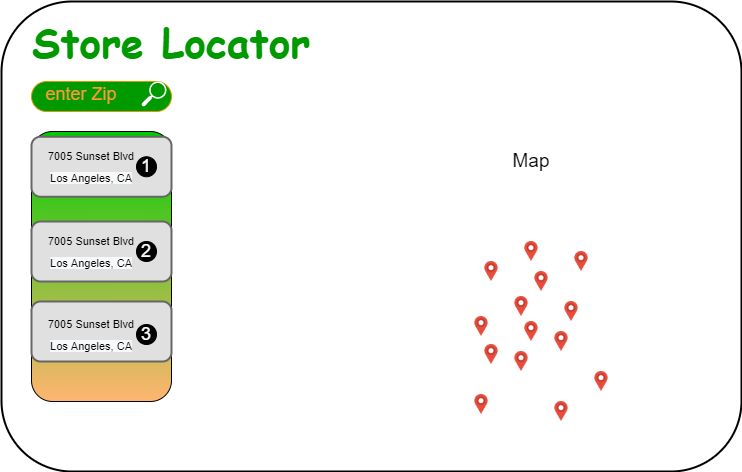 Store Locator
enter Zip
7005 Sunset Blvd
Los Angeles, CA
1
7005 Sunset Blvd
Los Angeles, CA
2
7005 Sunset Blvd
Los Angeles, CA
3
Map